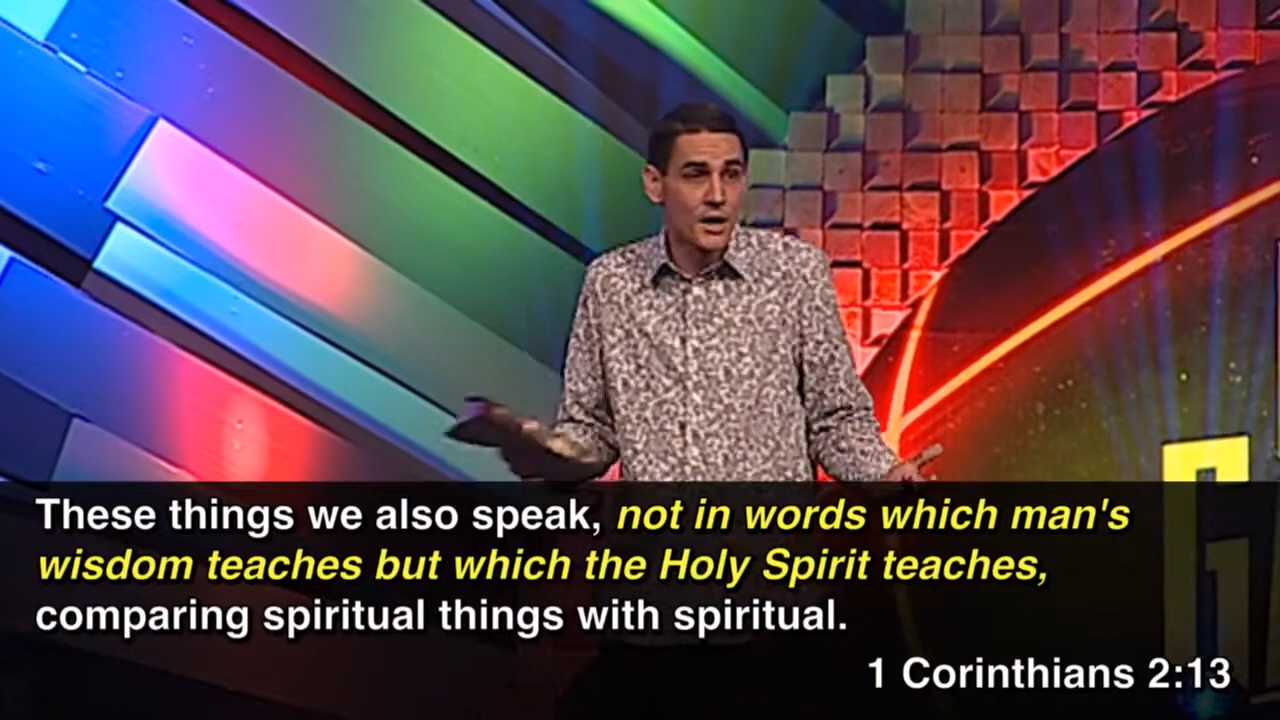 These things we also speak, not in words which man's
wisdom teaches but which the Holy Spirit teaches,
comparing spiritual things with spiritual.
1 Corinthians 2:13